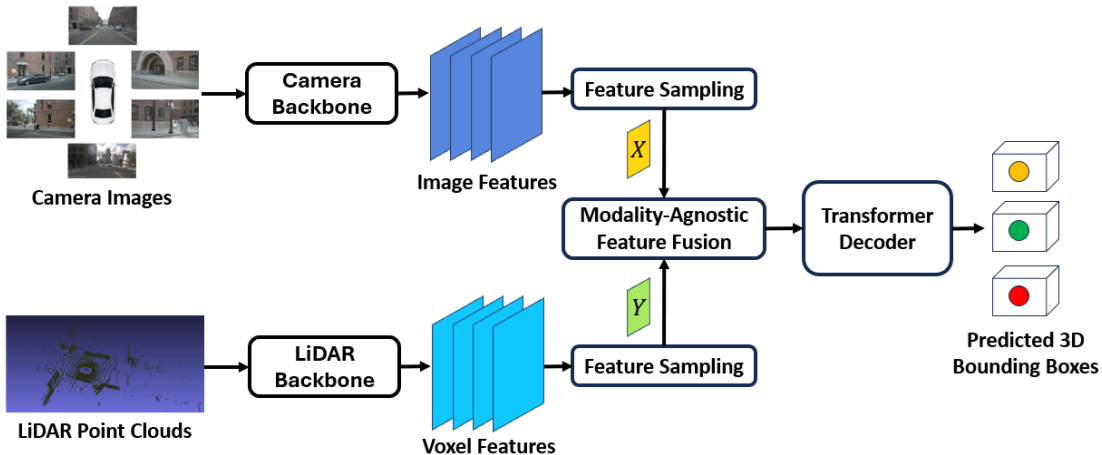 Camera
Backbone
Feature Sampling
X
Image Features
Camera Images
Modality-Agnostic
Feature Fusion
Transformer
Decoder
Y
LiDAR
Backbone
Feature Sampling
Predicted 3D
Bounding Boxes
LiDAR Point Clouds
Voxel Features